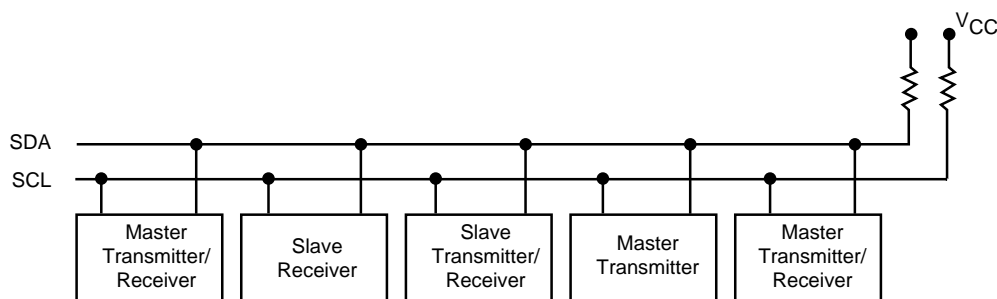 VCC
SDA
SCL
Master
Transmitter/
Receiver
Slave
Receiver
Slave
Transmitter/
Receiver
Master
Transmitter
Master
Transmitter/
Receiver